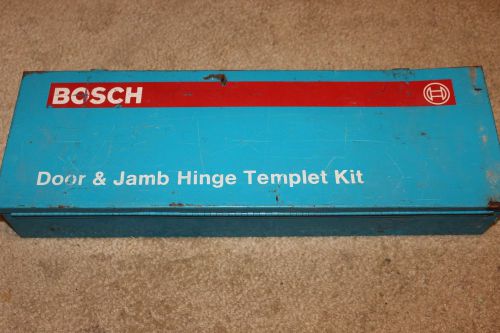 BOSCH
Door & Jamb Hinge Templet Kit